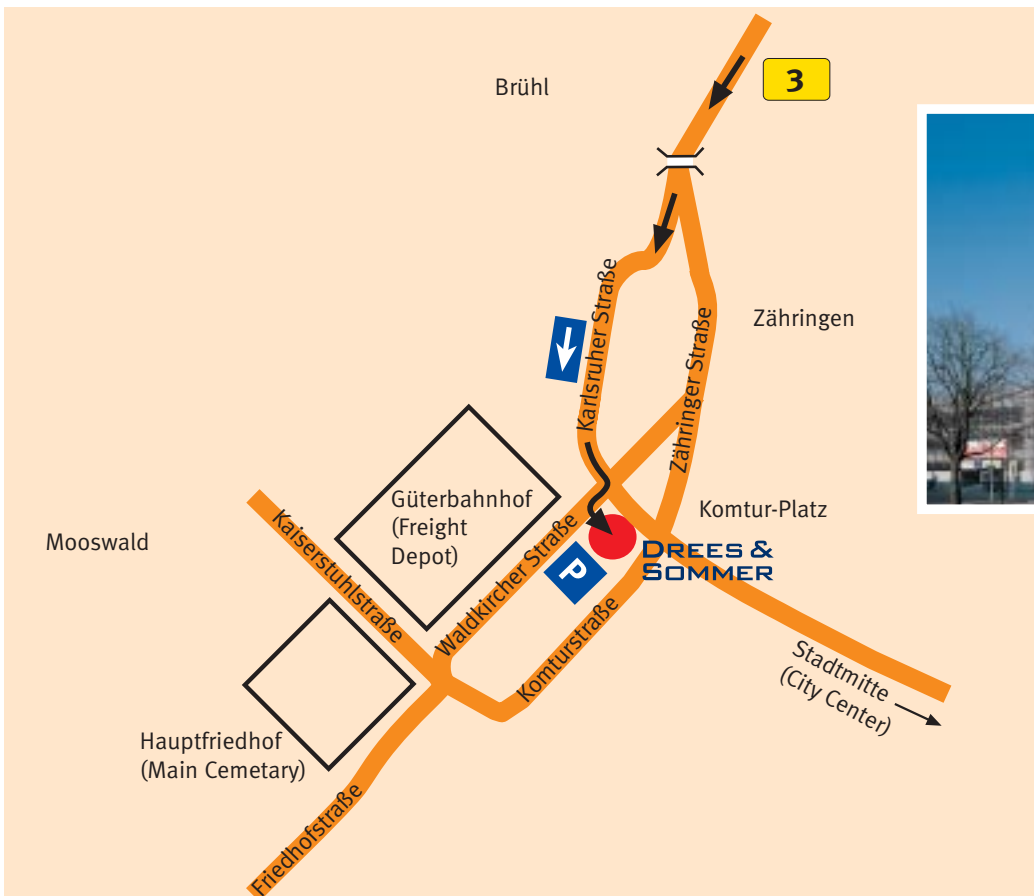 3
Brühl
Karlsruher Straße
Zähringen
Zähringer Straße
Güterbahnhof
(Freight
Depot)
Komtur-Platz
Mooswald
Kaiserstuhlstraße
Waldkircher Straße
P
DREES &
SOMMER
Komturstraße
Stadtmitte
(City Center)
Hauptfriedhof
(Main Cemetary)
Friedhofstraße